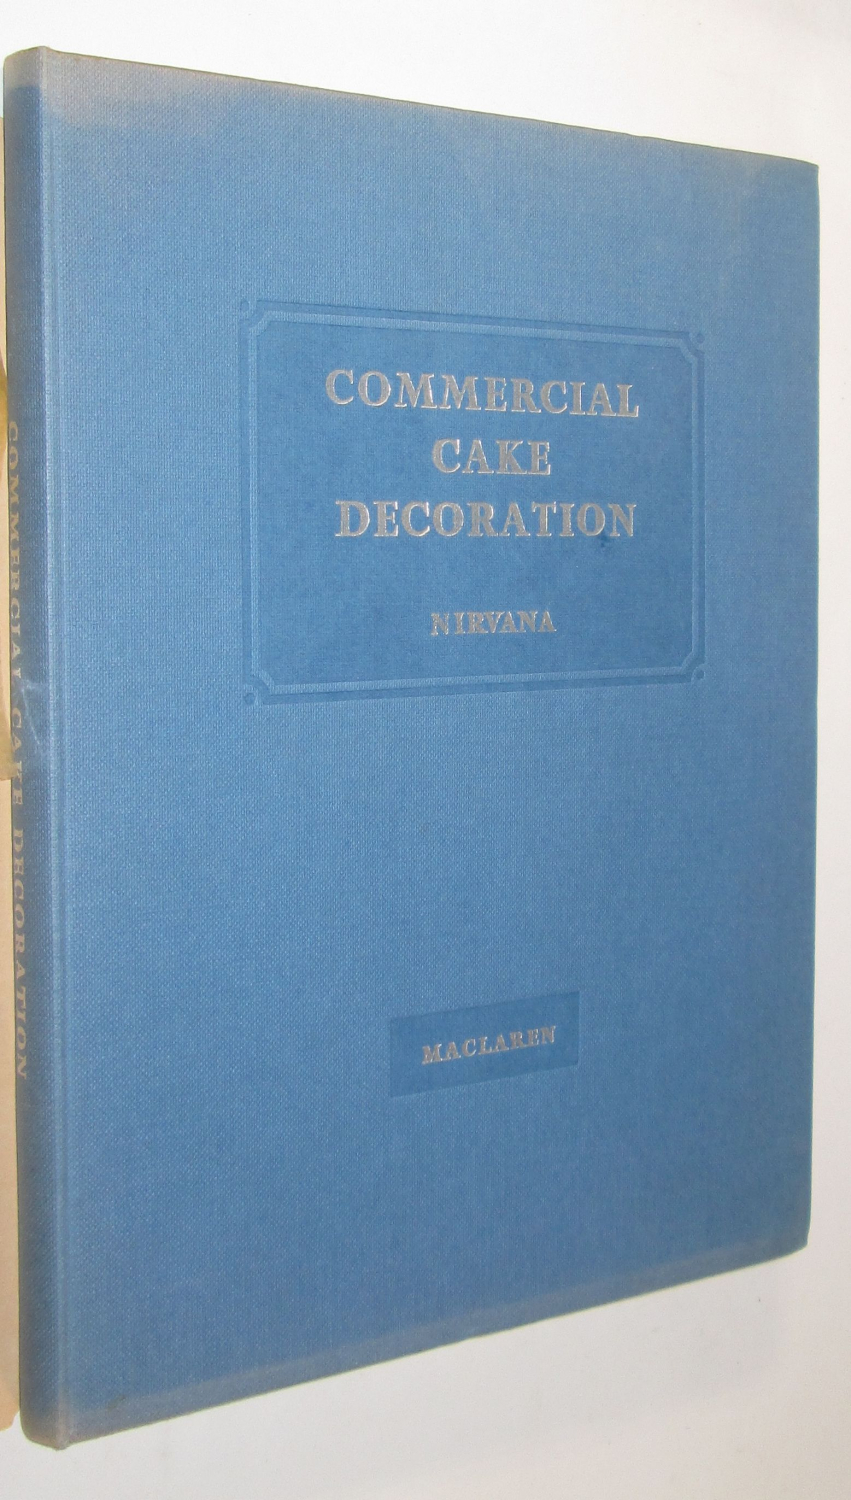 COMMERCIAL
CAKE
DECORATION
NIRVANA
MACLAREN
COMMERCIAL CAKE DECORATION